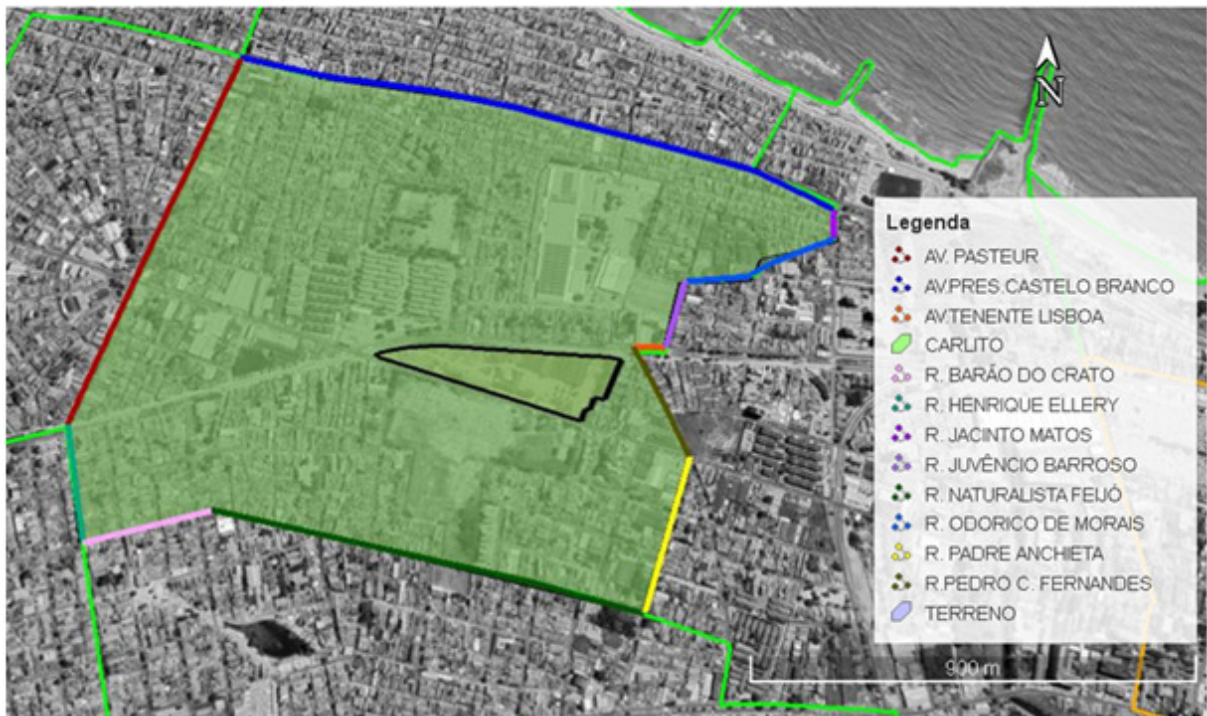 N
Legenda
AV. PASTEUR
AV.PRES.CASTELO BRANCO
AV.TENENTE LISBOA
CARLITO
R. BARÃO DO CRATO
R. HENRIQUE ELLERY
R. JACINTO MATOS
R. JUVÊNCIO BARROSO
R. NATURALISTA FEIJÓ
R. ODORICO DE MORAIS
R. PADRE ANCHIETA
R.PEDRO C. FERNANDES
TERRENO
900 m